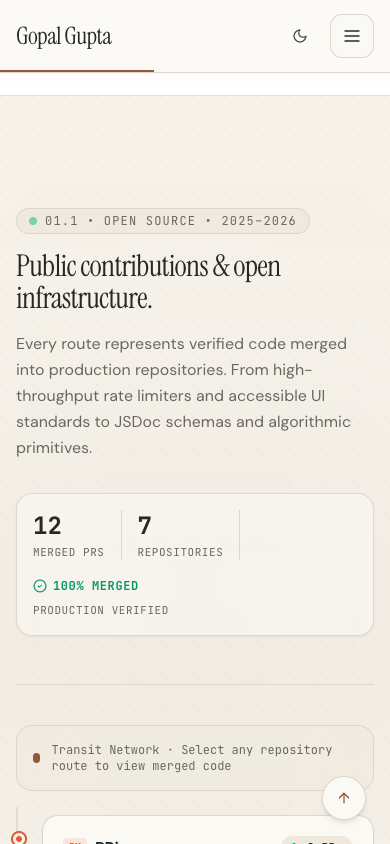 Gopal Gupta
01.1 • OPEN SOURCE • 2025–2026
Public contributions & open
infrastructure.
Every route represents verified code merged
into production repositories. From high-
throughput rate limiters and accessible UI
standards to JSDoc schemas and algorithmic
primitives.
12
MERGED PRS
7
REPOSITORIES
100% MERGED
PRODUCTION VERIFIED
Transit Network · Select any repository
route to view merged code